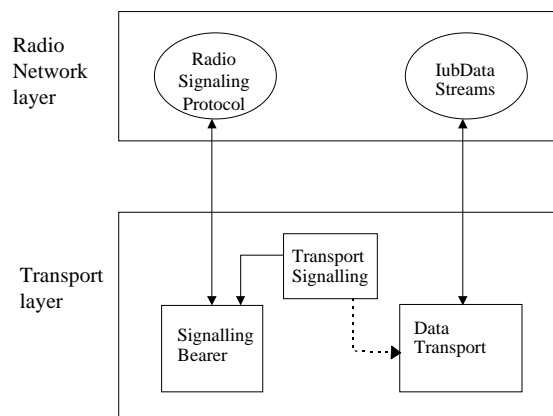 Radio
Network
layer
Radio
Signaling
Protocol
IubData
Streams
Transport
layer
Transport
Signalling
Signalling
Bearer
Data
Transport